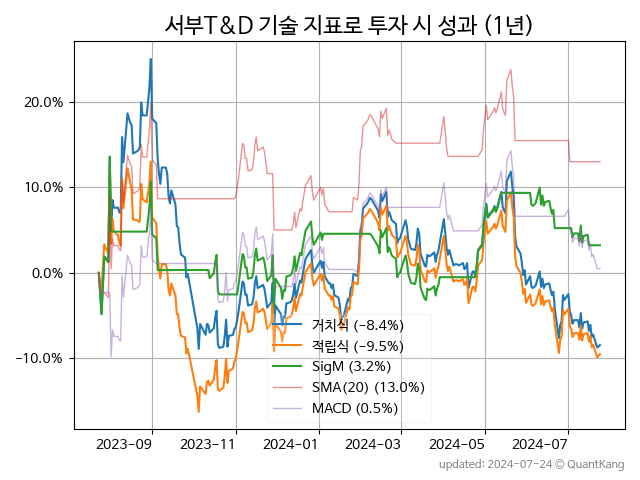 서부T&D 기술 지표로 투자 시 성과 (1년)
20.0%
10.0%
0.0%
−10.0%
거치식 (−8.4%)
적립식 (−9.5%)
SigM (3.2%)
SMA(20) (13.0%)
MACD (0.5%)
2023−09 2023−11 2024−01 2024−03 2024−05 2024−07
updated: 2024-07-24 © QuantKang